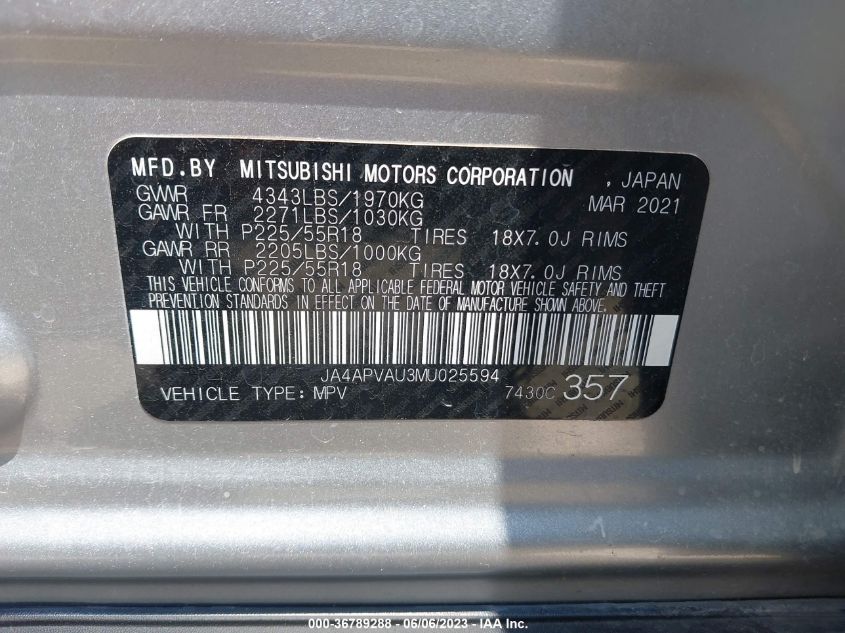 MFD.BY MITSUBISHI MOTORS CORPORATION , JAPAN
GVWR 4343LBS/1970KG MAR 2021
GAWR FR 2271LBS/1030KG
WITH P225/55R18 TIRES 18X7.0J RIMS
GAWR RR 2205LBS/1000KG
WITH P225/55R18 TIRES 18X7.0J RIMS
THIS VEHICLE CONFORMS TO ALL APPLICABLE FEDERAL MOTOR VEHICLE SAFETY AND THEFT
PREVENTION STANDARDS IN EFFECT ON THE DATE OF MANUFACTURE SHOWN ABOVE.
JA4APVAU3MU025594
VEHICLE TYPE:MPV 7430C 357
000-36789288 - 06/06/2023 - IAA Inc.